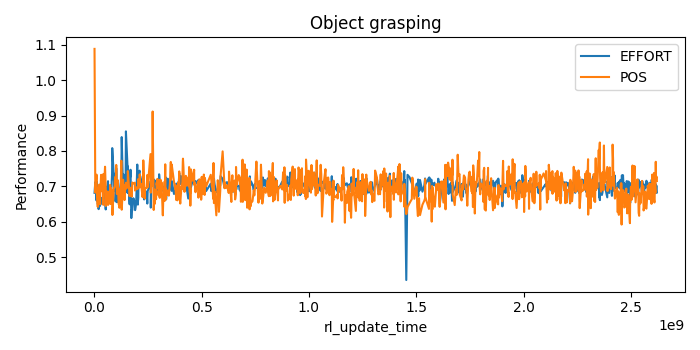 Object grasping
1.1
1.0
0.9
0.8
0.7
0.6
0.5
Performance
EFFORT
POS
0.0 0.5 1.0 1.5 2.0 2.5
1e9
rl_update_time